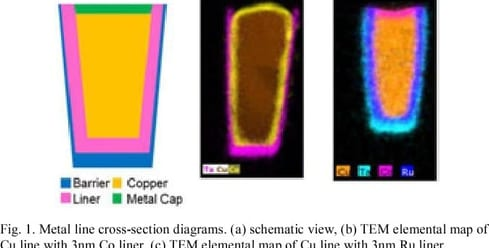 Barrier Copper
Liner Metal Cap
Ta Cu Co
Cu Ta Co Ru
Fig. 1. Metal line cross-section diagrams. (a) schematic view, (b) TEM elemental map of
Cu line with 3nm Co liner, (c) TEM elemental map of Cu line with 3nm Ru liner